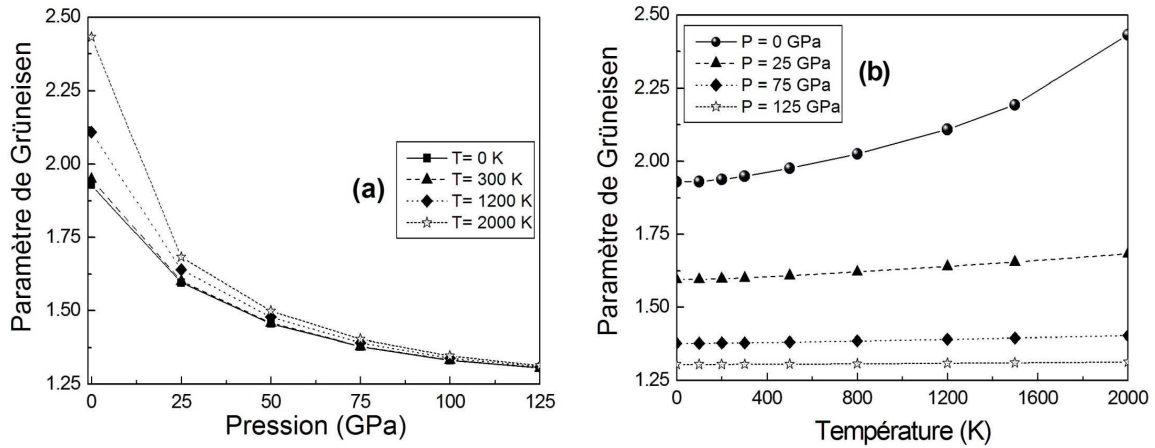 2.50
2.25
2.00
1.75
1.50
1.25
Paramètre de Grüneisen
(a)
T= 0 K
T= 300 K
T= 1200 K
T= 2000 K
0
25
50
75
100
125
Pression (GPa)
2.50
2.25
2.00
1.75
1.50
1.25
Paramètre de Grüneisen
P = 0 GPa
P = 25 GPa
P = 75 GPa
P = 125 GPa
(b)
0
400
800
1200
1600
2000
Température (K)